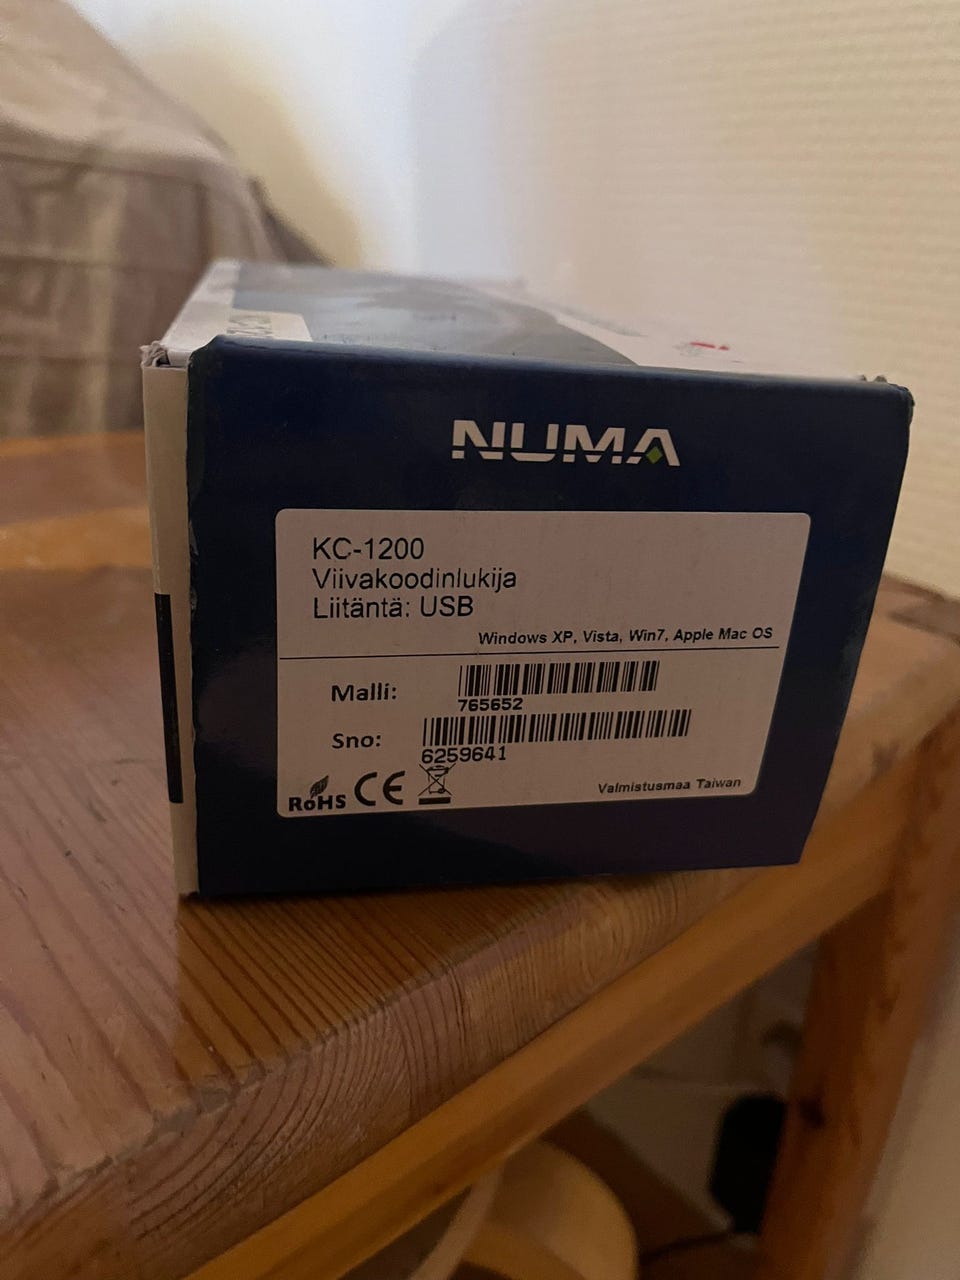 NUMA
KC-1200
Viivakoodinlukija
Liitäntä: USB
Windows XP, Vista, Win7, Apple Mac OS
Malli:
765652
Sno:
6259641
RoHS CE
Valmistusmaa Taiwan